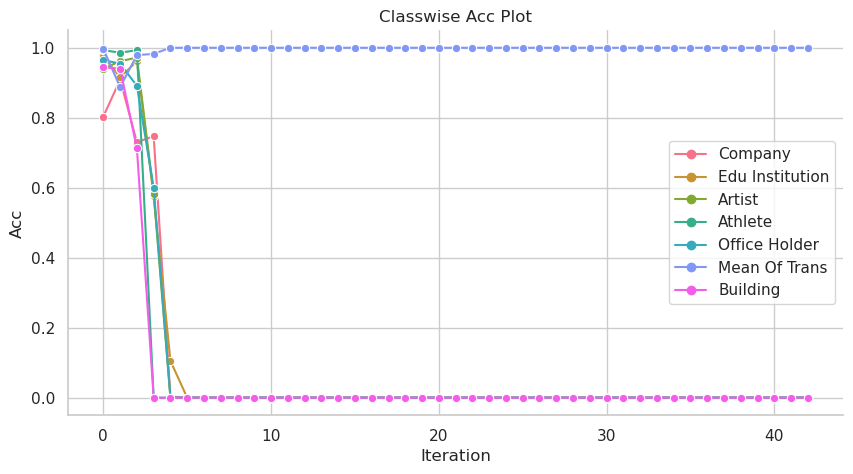 Classwise Acc Plot
1.0
0.8
0.6
0.4
0.2
0.0
Acc
Company
Edu Institution
Artist
Athlete
Office Holder
Mean Of Trans
Building
0
10
20
30
40
Iteration